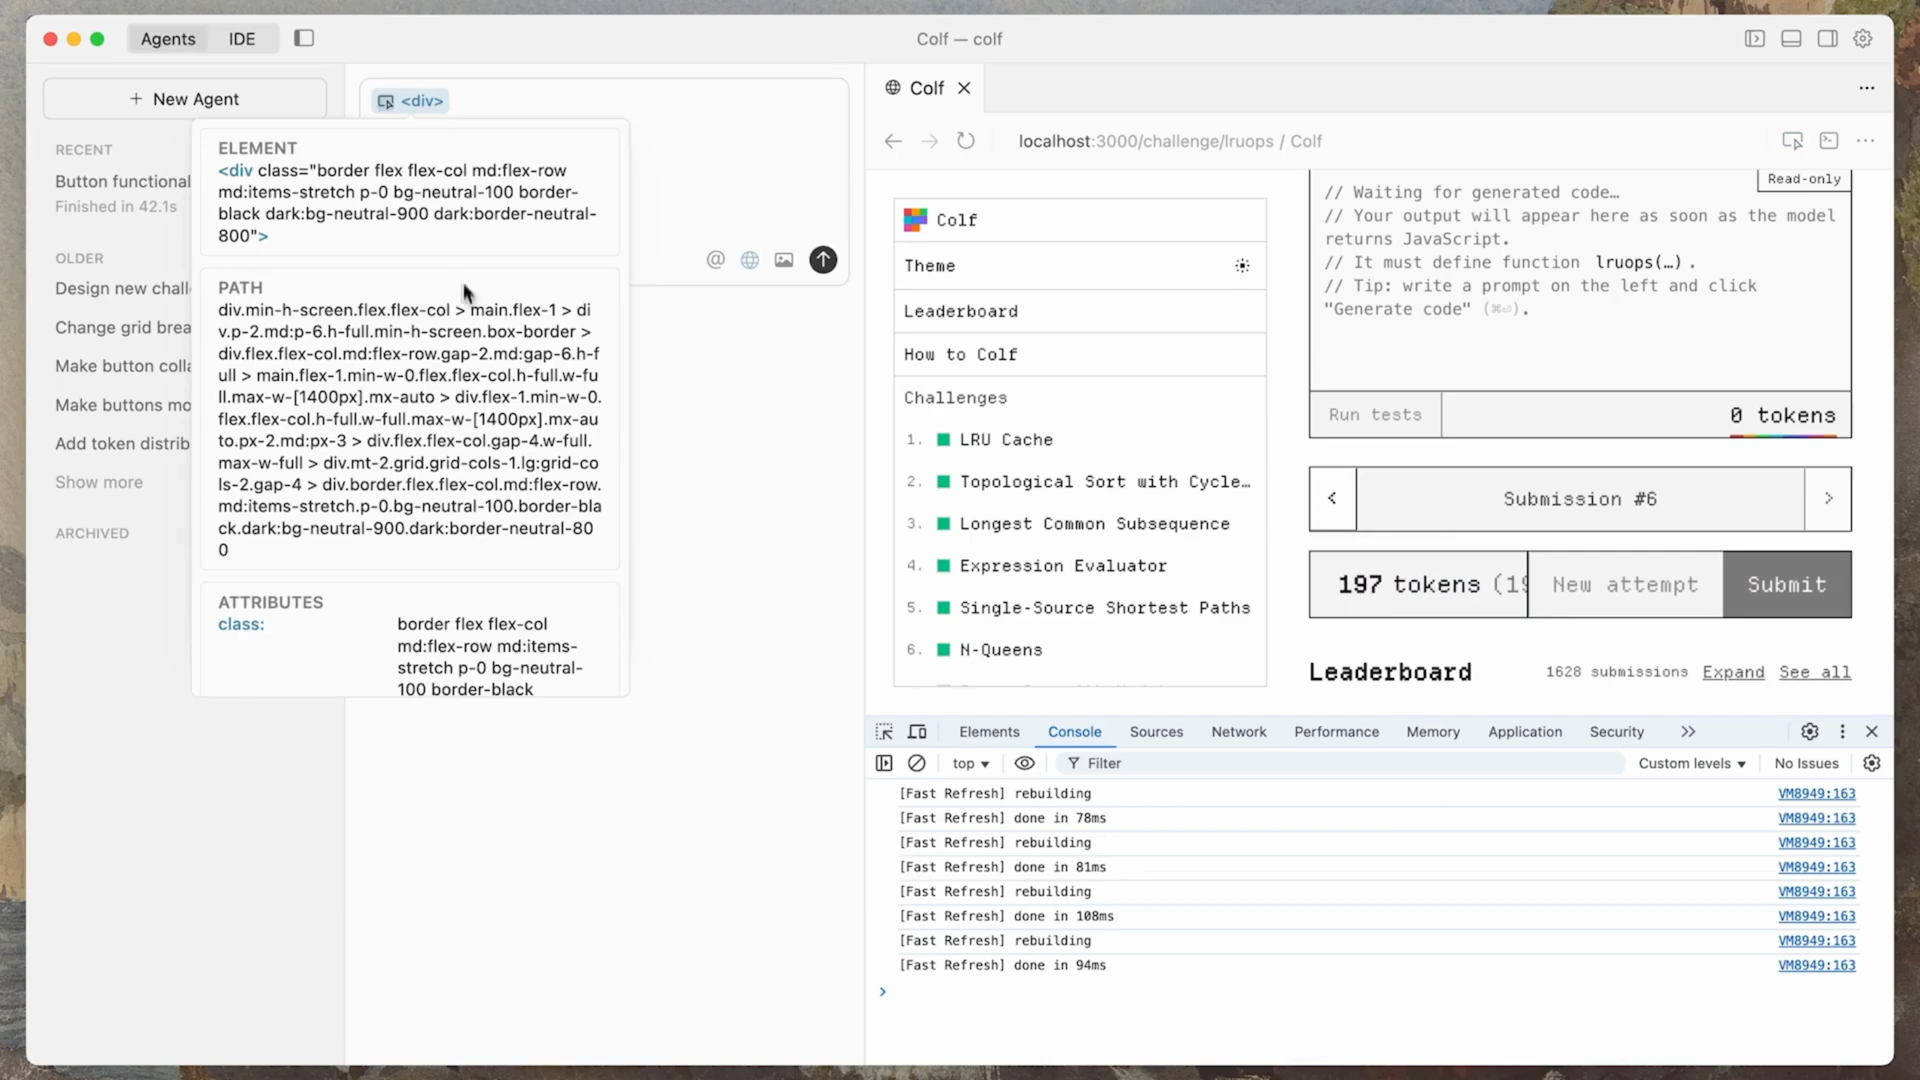 Agents
IDE
Colf — colf
+ New Agent
RECENT
Button functional
Finished in 42.1s
OLDER
Design new chall
Change grid brea
Make button colla
Make buttons mo
Add token distrib
Show more
ARCHIVED
<div>
ELEMENT
<div class="border flex flex-col md:flex-row
md:items-stretch p-0 bg-neutral-100 border-
black dark:bg-neutral-900 dark:border-neutral-
800">
PATH
div.min-h-screen.flex.flex-col > main.flex-1 > di
v.p-2.md:p-6.h-full.min-h-screen.box-border >
div.flex.flex-col.md:flex-row.gap-2.md:gap-6.h-f
ull > main.flex-1.min-w-0.flex.flex-col.h-full.w-fu
ll.max-w-[1400px].mx-auto > div.flex-1.min-w-0.
flex.flex-col.h-full.w-full.max-w-[1400px].mx-au
to.px-2.md:px-3 > div.flex.flex-col.gap-4.w-full.
max-w-full > div.mt-2.grid.grid-cols-1.lg:grid-co
ls-2.gap-4 > div.border.flex.flex-col.md:flex-row.
md:items-stretch.p-0.bg-neutral-100.border-bla
ck.dark:bg-neutral-900.dark:border-neutral-80
0
ATTRIBUTES
class:
border flex flex-col
md:flex-row md:items-
stretch p-0 bg-neutral-
100 border-black
@
Colf
localhost:3000/challenge/lruops / Colf
Colf
Theme
Leaderboard
How to Colf
Challenges
1. LRU Cache
2. Topological Sort with Cycle…
3. Longest Common Subsequence
4. Expression Evaluator
5. Single-Source Shortest Paths
6. N-Queens
Read-only
// Waiting for generated code…
// Your output will appear here as soon as the model
returns JavaScript.
// It must define function lruops(…).
// Tip: write a prompt on the left and click
"Generate code" (⌘⏎).
Run tests
0 tokens
< Submission #6 >
197 tokens (19
New attempt
Submit
Leaderboard
1628 submissions Expand See all
Elements
Console
Sources
Network
Performance
Memory
Application
Security
top
Filter
Custom levels
No Issues
[Fast Refresh] rebuilding VM8949:163
[Fast Refresh] done in 78ms VM8949:163
[Fast Refresh] rebuilding VM8949:163
[Fast Refresh] done in 81ms VM8949:163
[Fast Refresh] rebuilding VM8949:163
[Fast Refresh] done in 108ms VM8949:163
[Fast Refresh] rebuilding VM8949:163
[Fast Refresh] done in 94ms VM8949:163
>